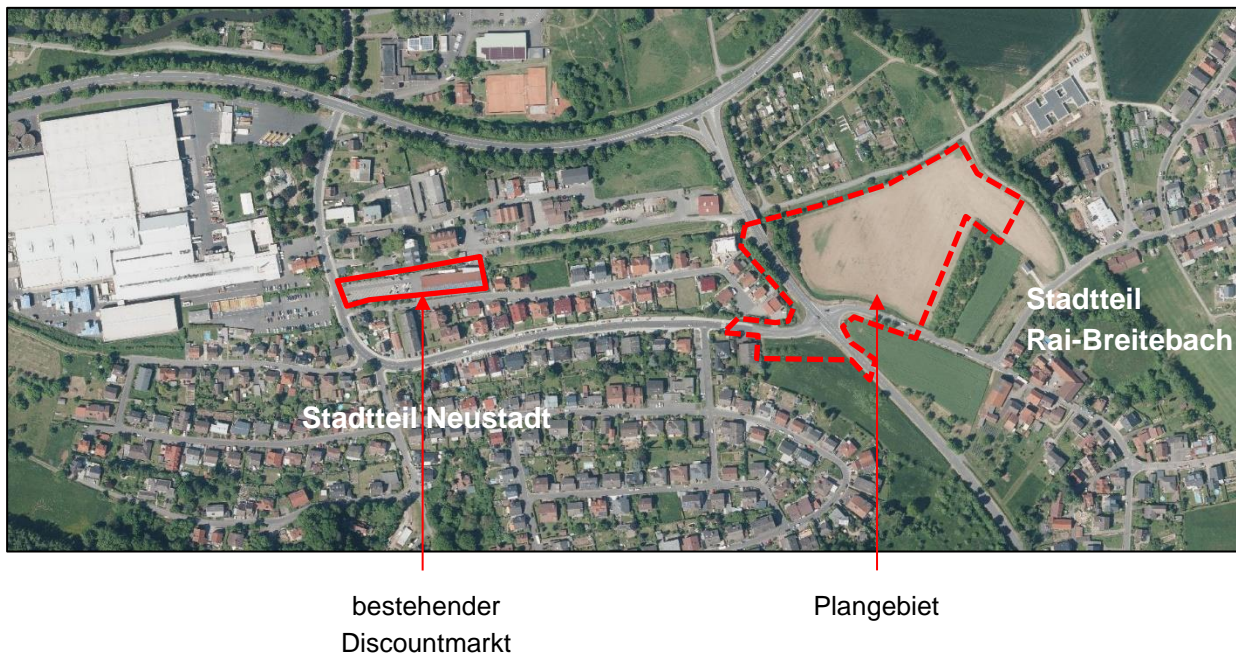 Stadtteil
Rai-Breitebach
Stadtteil Neustadt
bestehender
Discountmarkt
Plangebiet